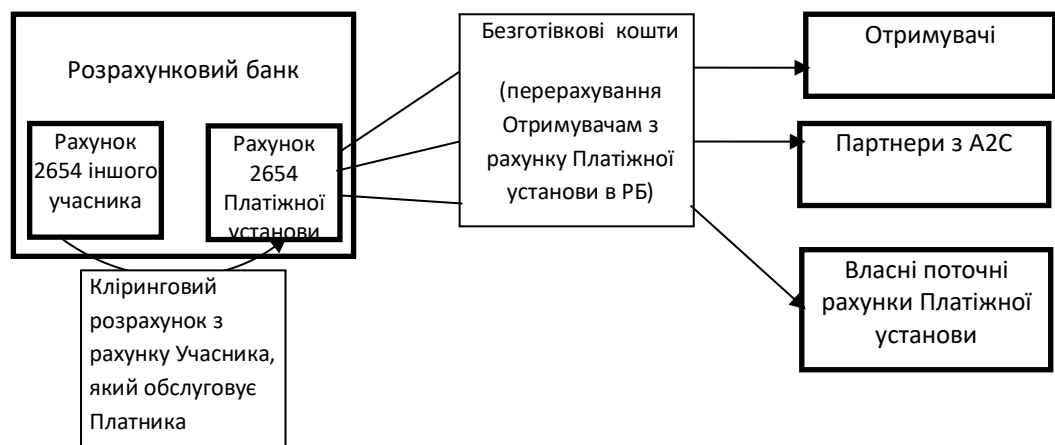 Розрахунковий банк
Рахунок
2654 іншого
учасника
Рахунок
2654
Платіжної
установи
Кліринговий
розрахунок з
рахунку Учасника,
який обслуговує
Платника
Безготівкові кошти
(перерахування
Отримувачам з
рахунку Платіжної
установи в РБ)
Отримувачі
Партнери з А2С
Власні поточні
рахунки Платіжної
установи